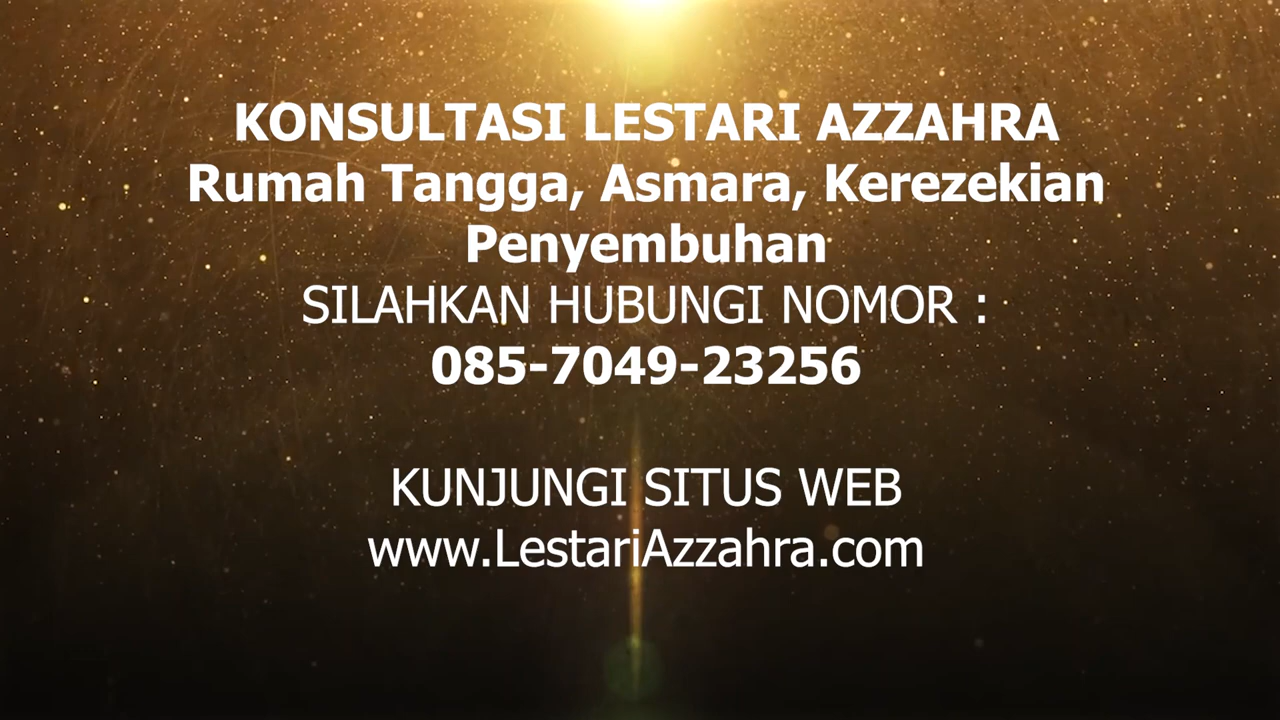 KONSULTASI LESTARI AZZAHRA
Rumah Tangga, Asmara, Kerezekian
Penyembuhan
SILAHKAN HUBUNGI NOMOR :
085-7049-23256
KUNJUNGI SITUS WEB
www.LestariAzzahra.com